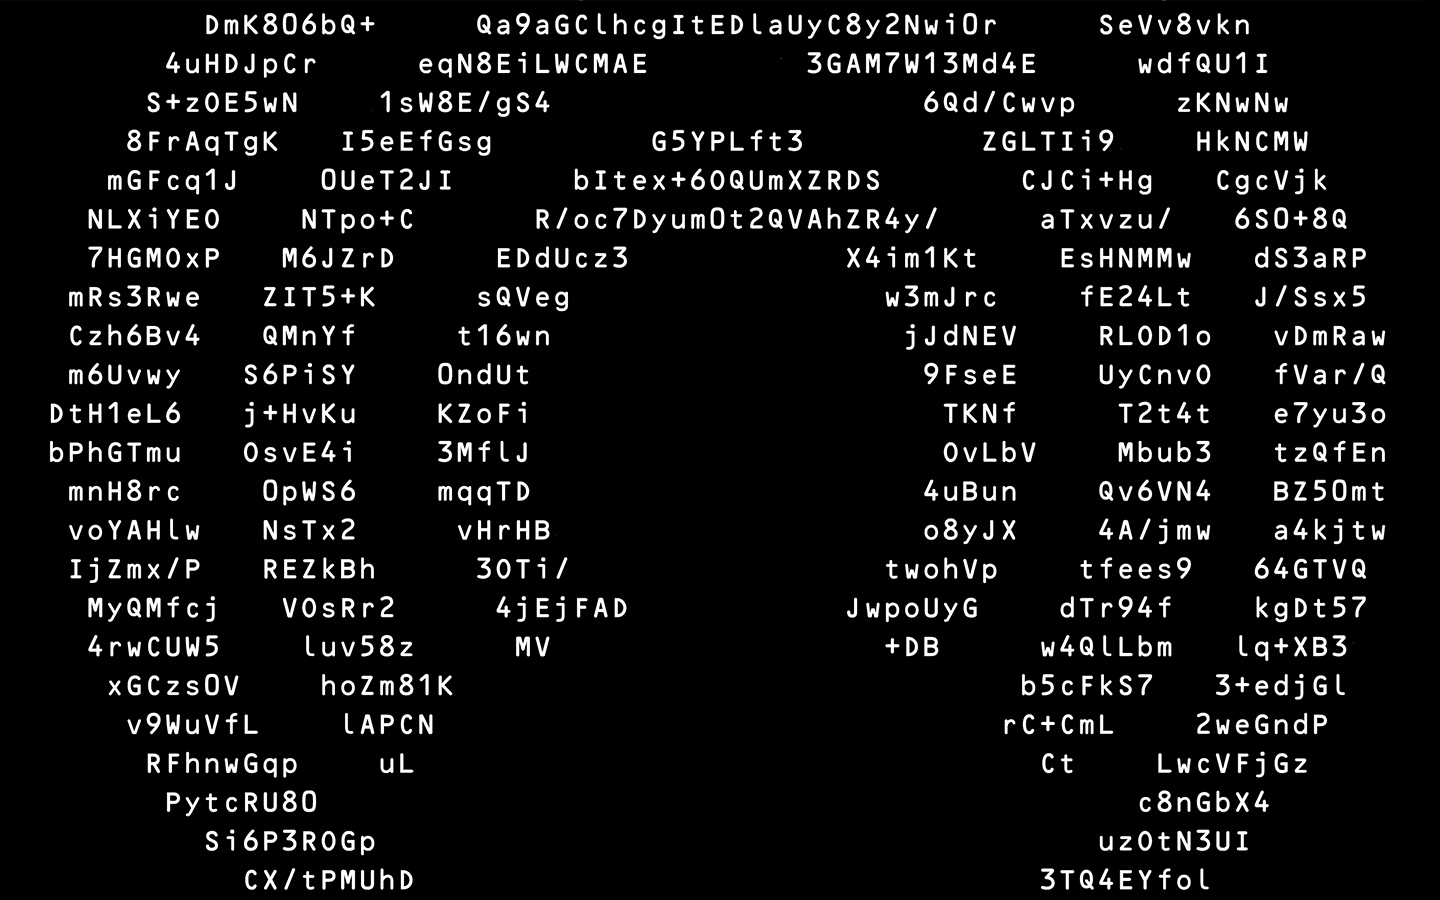 DmK8O6bQ+ Qa9aGClhcgItEDlaUyC8y2NwiOr SeVv8vkn
4uHDJpCr eqN8EiLWCMAE 3GAM7W13Md4E wdfQU1I
S+zOE5wN 1sW8E/gS4 6Qd/Cwvp zKNwNw
8FrAqTgK I5eEfGsg G5YPLft3 ZGLTIi9 HkNCMW
mGFcq1J OUeT2JI bItex+6OQUmXZRDS CJCi+Hg CgcVjk
NLXiYEO NTpo+C R/oc7DyumOt2QVAhZR4y/ aTxvzu/ 6SO+8Q
7HGMOxP M6JZrD EDdUcz3 X4im1Kt EsHNMMw dS3aRP
mRs3Rwe ZIT5+K sQVeg w3mJrc fE24Lt J/Ssx5
Czh6Bv4 QMnYf t16wn jJdNEV RLOD1o vDmRaw
m6Uvwy S6PiSY OndUt 9FseE UyCnvO fVar/Q
DtH1eL6 j+HvKu KZoFi TKNf T2t4t e7yu3o
bPhGTmu OsvE4i 3MflJ OvLbV Mbub3 tzQfEn
mnH8rc OpWS6 mqqTD 4uBun Qv6VN4 BZ5Omt
voYAHlw NsTx2 vHrHB o8yJX 4A/jmw a4kjtw
IjZmx/P REZkBh 3OTi/ twohVp tfees9 64GTVQ
MyQMfcj VOsRr2 4jEjFAD JwpoUyG dTr94f kgDt57
4rwCUW5 luv58z MV +DB w4QlLbm lq+XB3
xGCzsOV hoZm81K b5cFkS7 3+edjGl
v9WuVfL lAPCN rC+CmL 2weGndP
RFhnwGqp uL Ct LwcVFjGz
PytcRU8O c8nGbX4
Si6P3ROGp uzOtN3UI
CX/tPMUhD 3TQ4EYfol